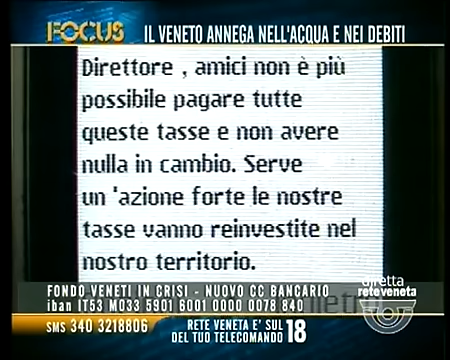 FOCUS IL VENETO ANNEGA NELL'ACQUA E NEI DEBITI
Direttore , amici non è più
possibile pagare tutte
queste tasse e non avere
nulla in cambio. Serve
un 'azione forte le nostre
tasse vanno reinvestite nel
nostro territorio.
diretta
reteveneta
FONDO VENETI IN CRISI - NUOVO CC BANCARIO
iban IT53 M033 5901 6001 0000 0078 840
SMS 340 3218806
RETE VENETA E' SUL 18
DEL TUO TELECOMANDO